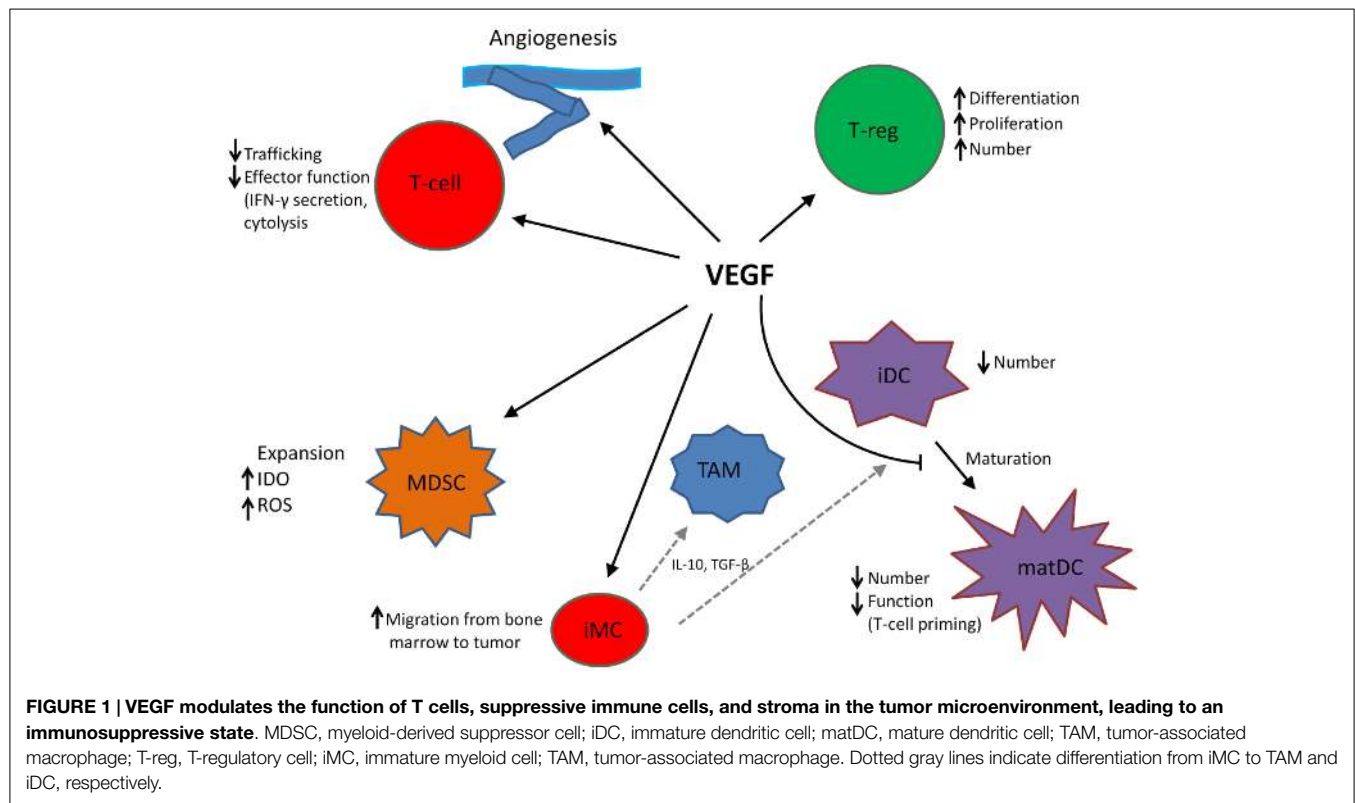 Angiogenesis
T-reg
↑ Differentiation
↑ Proliferation
↑ Number
↓ Trafficking
↓ Effector function
(IFN-γ secretion,
cytolysis
T-cell
VEGF
iDC
↓ Number
Maturation
Expansion
↑ IDO
↑ ROS
MDSC
TAM
IL-10, TGF-β
matDC
↓ Number
↓ Function
(T-cell priming)
↑ Migration from bone
marrow to tumor
iMC
FIGURE 1 | VEGF modulates the function of T cells, suppressive immune cells, and stroma in the tumor microenvironment, leading to an
immunosuppressive state. MDSC, myeloid-derived suppressor cell; iDC, immature dendritic cell; matDC, mature dendritic cell; TAM, tumor-associated
macrophage; T-reg, T-regulatory cell; iMC, immature myeloid cell; TAM, tumor-associated macrophage. Dotted gray lines indicate differentiation from iMC to TAM and
iDC, respectively.